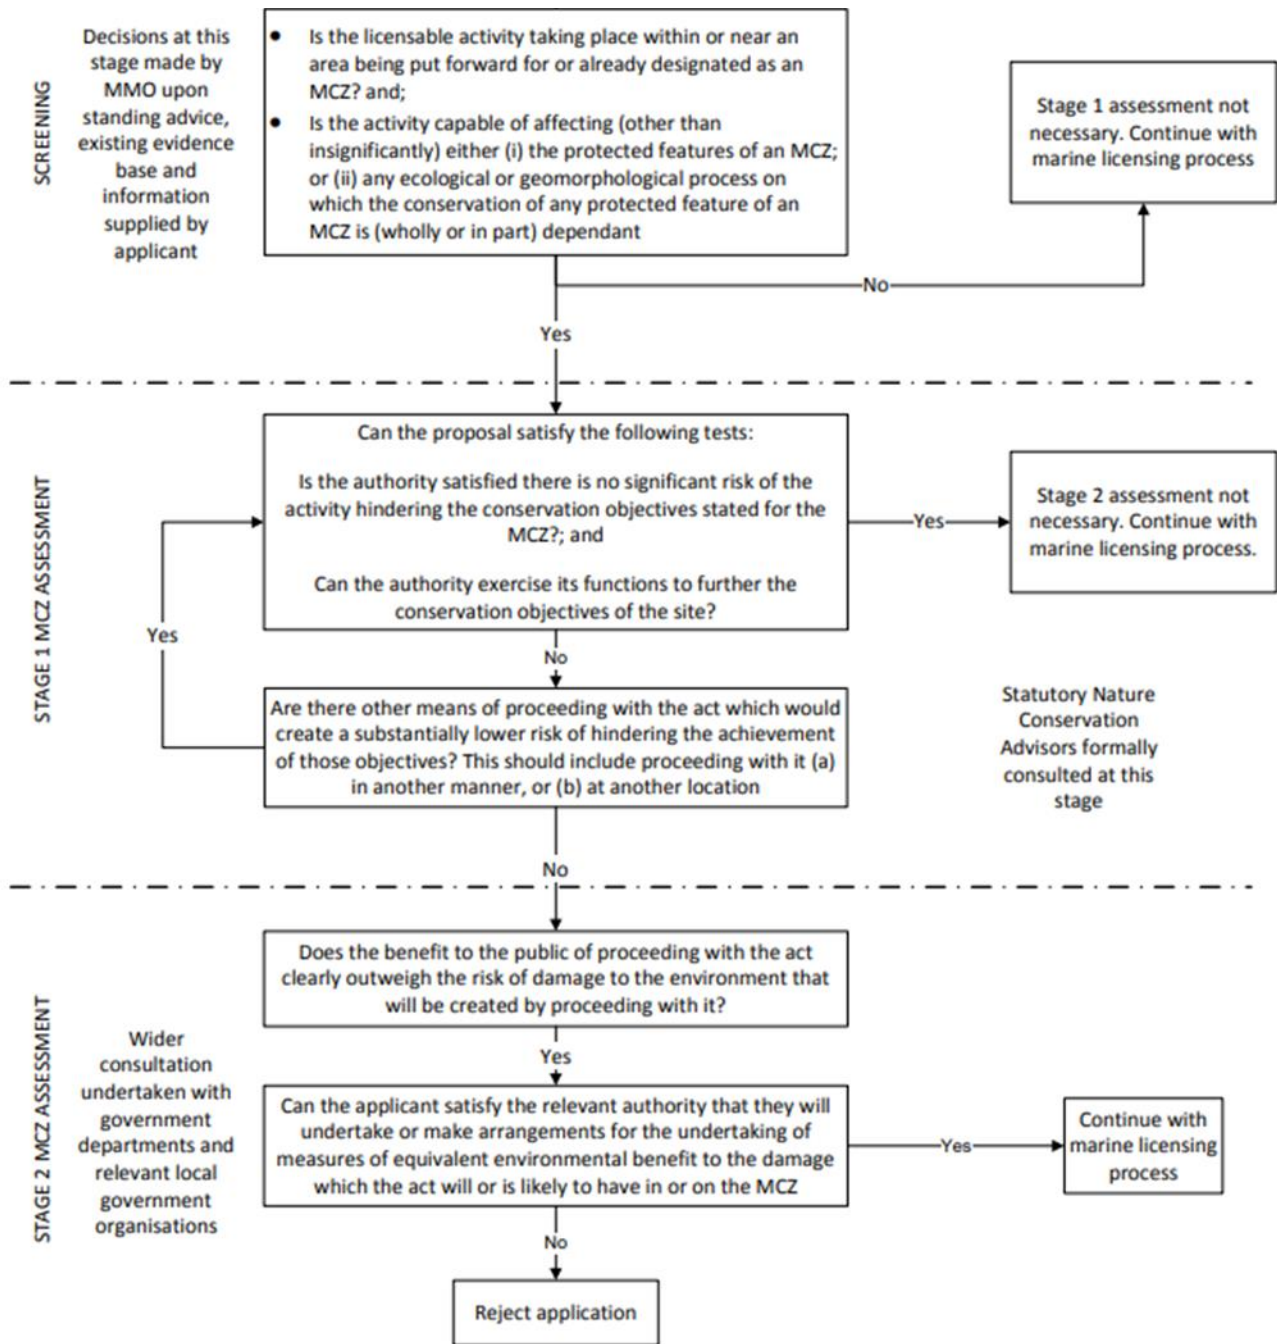 SCREENING
Decisions at this
stage made by
MMO upon
standing advice,
existing evidence
base and
information
supplied by
applicant
● Is the licensable activity taking place within or near an
area being put forward for or already designated as an
MCZ? and;
● Is the activity capable of affecting (other than
insignificantly) either (i) the protected features of an MCZ;
or (ii) any ecological or geomorphological process on
which the conservation of any protected feature of an
MCZ is (wholly or in part) dependant
Stage 1 assessment not
necessary. Continue with
marine licensing process
No
Yes
STAGE 1 MCZ ASSESSMENT
Can the proposal satisfy the following tests:
Is the authority satisfied there is no significant risk of the
activity hindering the conservation objectives stated for the
MCZ?; and
Can the authority exercise its functions to further the
conservation objectives of the site?
Yes
Stage 2 assessment not
necessary. Continue with
marine licensing process.
Yes
No
Are there other means of proceeding with the act which would
create a substantially lower risk of hindering the achievement
of those objectives? This should include proceeding with it (a)
in another manner, or (b) at another location
Statutory Nature
Conservation
Advisors formally
consulted at this
stage
No
STAGE 2 MCZ ASSESSMENT
Wider
consultation
undertaken with
government
departments and
relevant local
government
organisations
Does the benefit to the public of proceeding with the act
clearly outweigh the risk of damage to the environment that
will be created by proceeding with it?
Yes
Can the applicant satisfy the relevant authority that they will
undertake or make arrangements for the undertaking of
measures of equivalent environmental benefit to the damage
which the act will or is likely to have in or on the MCZ
Yes
Continue with
marine licensing
process
No
Reject application